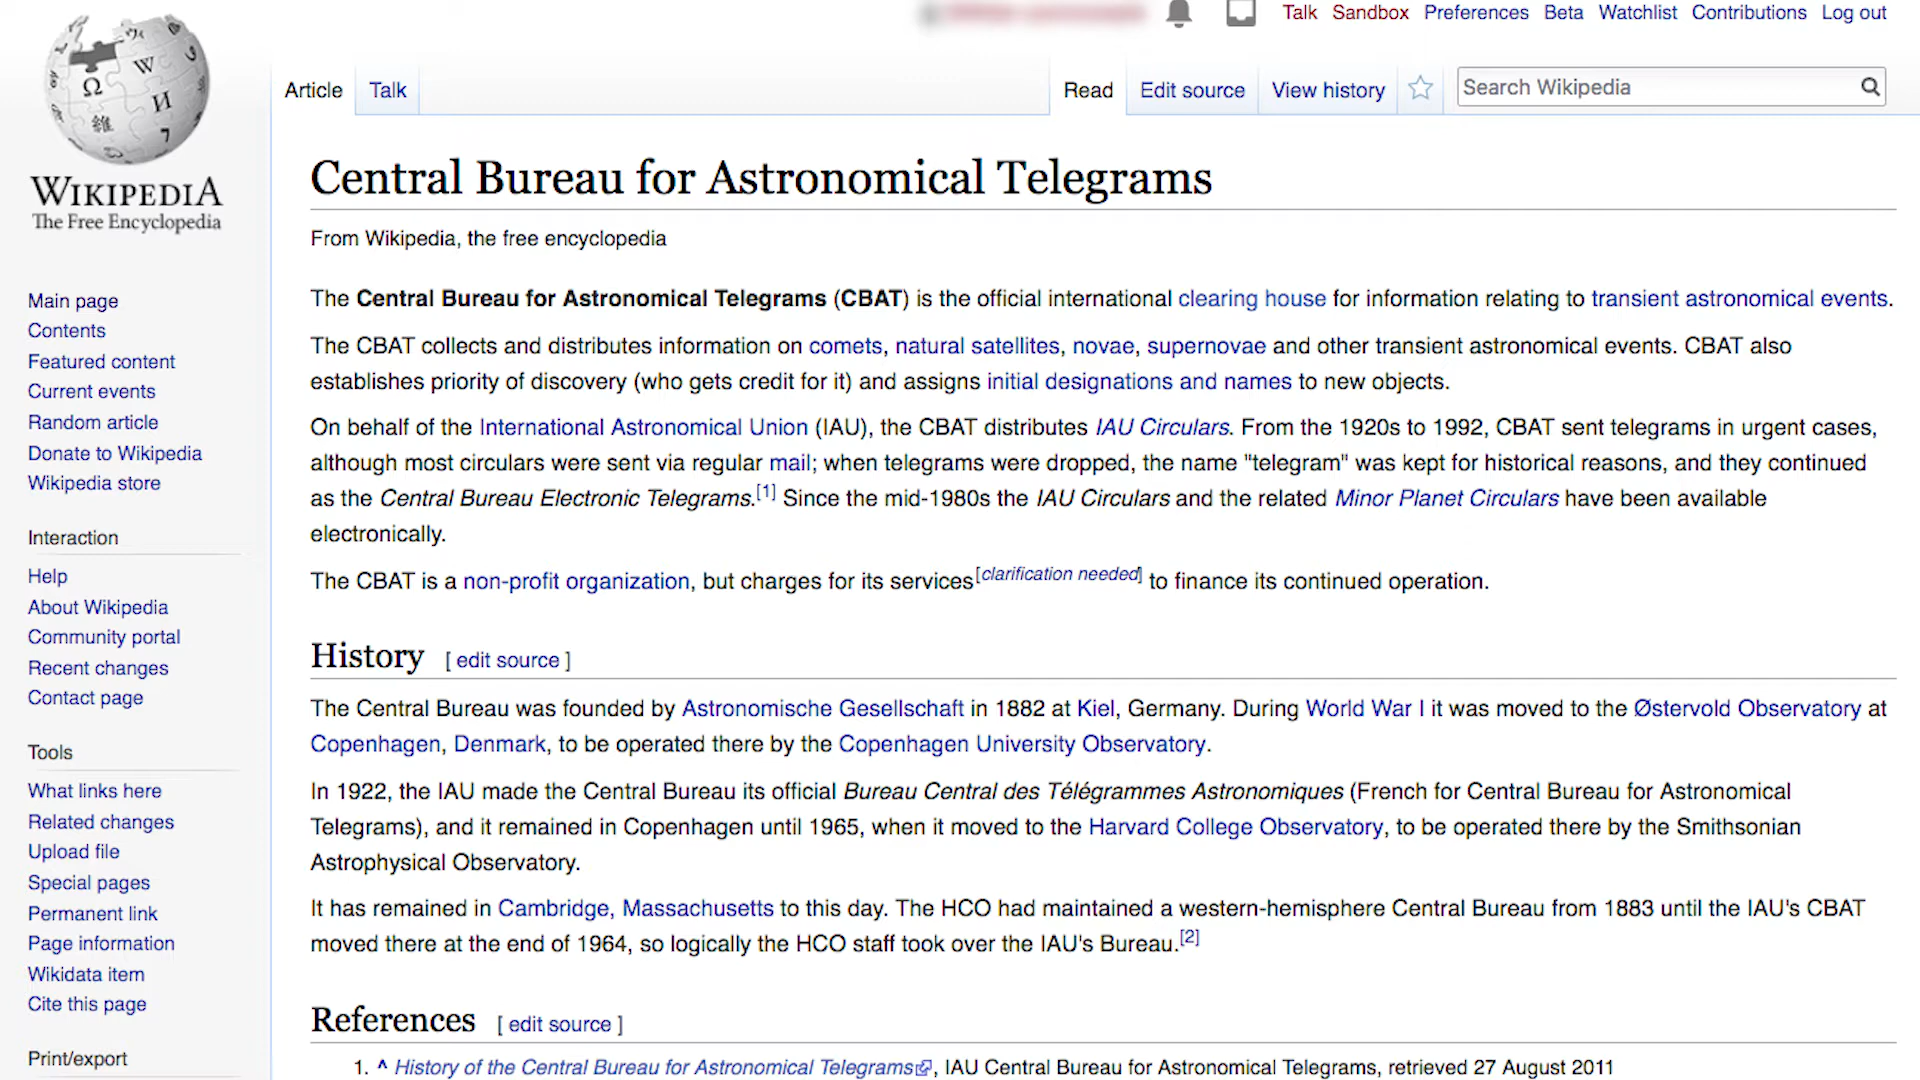 Talk Sandbox Preferences Beta Watchlist Contributions Log out
Article Talk Read Edit source View history Search Wikipedia
WIKIPEDIA
The Free Encyclopedia
Main page
Contents
Featured content
Current events
Random article
Donate to Wikipedia
Wikipedia store
Interaction
Help
About Wikipedia
Community portal
Recent changes
Contact page
Tools
What links here
Related changes
Upload file
Special pages
Permanent link
Page information
Wikidata item
Cite this page
Print/export
Central Bureau for Astronomical Telegrams
From Wikipedia, the free encyclopedia
The Central Bureau for Astronomical Telegrams (CBAT) is the official international clearing house for information relating to transient astronomical events.
The CBAT collects and distributes information on comets, natural satellites, novae, supernovae and other transient astronomical events. CBAT also
establishes priority of discovery (who gets credit for it) and assigns initial designations and names to new objects.
On behalf of the International Astronomical Union (IAU), the CBAT distributes IAU Circulars. From the 1920s to 1992, CBAT sent telegrams in urgent cases,
although most circulars were sent via regular mail; when telegrams were dropped, the name "telegram" was kept for historical reasons, and they continued
as the Central Bureau Electronic Telegrams.[1] Since the mid-1980s the IAU Circulars and the related Minor Planet Circulars have been available
electronically.
The CBAT is a non-profit organization, but charges for its services[clarification needed] to finance its continued operation.
History [ edit source ]
The Central Bureau was founded by Astronomische Gesellschaft in 1882 at Kiel, Germany. During World War I it was moved to the Østervold Observatory at
Copenhagen, Denmark, to be operated there by the Copenhagen University Observatory.
In 1922, the IAU made the Central Bureau its official Bureau Central des Télégrammes Astronomiques (French for Central Bureau for Astronomical
Telegrams), and it remained in Copenhagen until 1965, when it moved to the Harvard College Observatory, to be operated there by the Smithsonian
Astrophysical Observatory.
It has remained in Cambridge, Massachusetts to this day. The HCO had maintained a western-hemisphere Central Bureau from 1883 until the IAU's CBAT
moved there at the end of 1964, so logically the HCO staff took over the IAU's Bureau.[2]
References [ edit source ]
1. ^ History of the Central Bureau for Astronomical Telegrams, IAU Central Bureau for Astronomical Telegrams, retrieved 27 August 2011